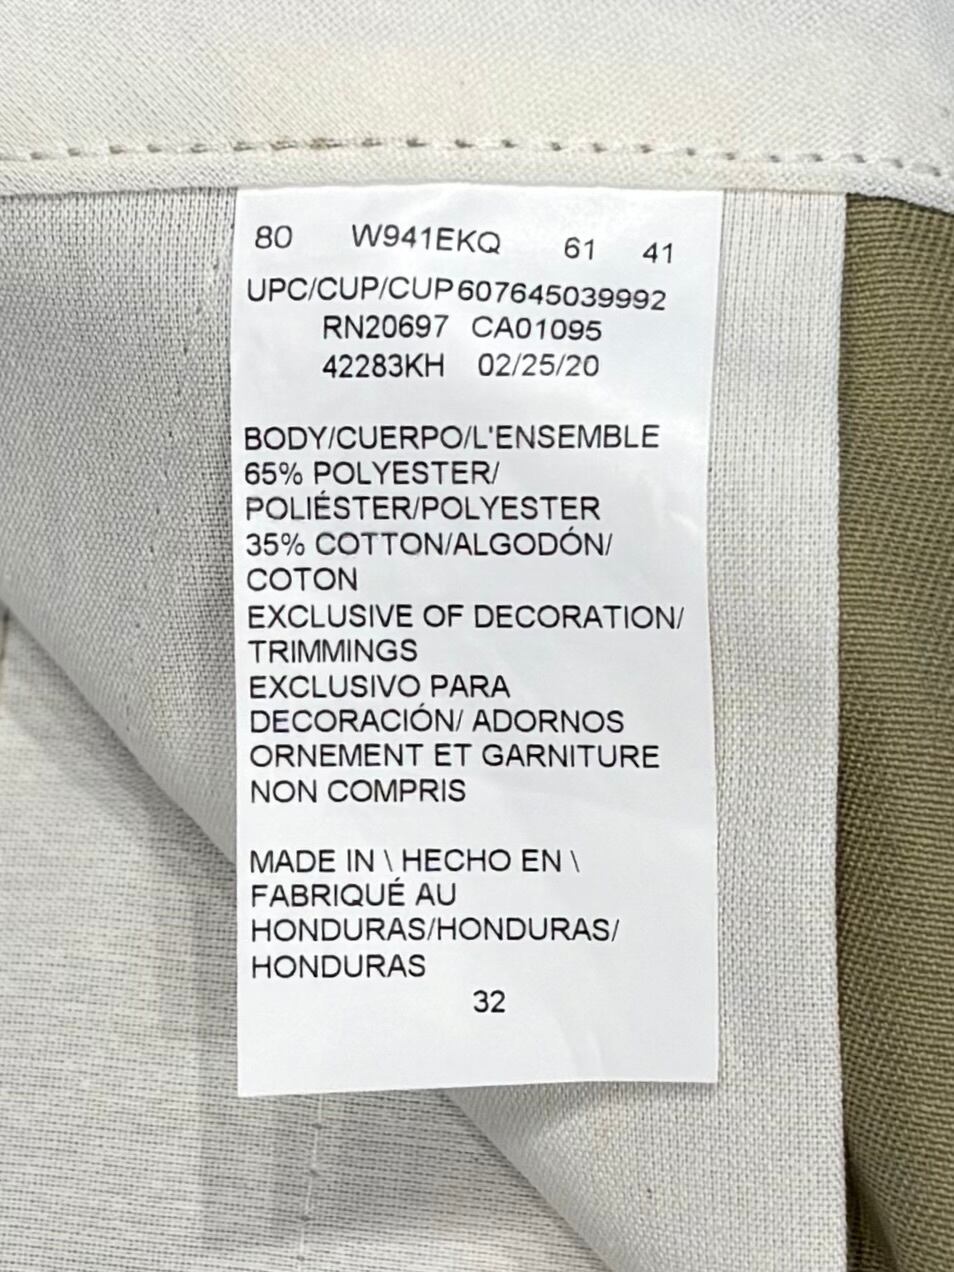 80 W941EKQ 61 41
UPC/CUP/CUP 607645039992
RN20697 CA01095
42283KH 02/25/20
BODY/CUERPO/L'ENSEMBLE
65% POLYESTER/
POLIÉSTER/POLYESTER
35% COTTON/ALGODÓN/
COTON
EXCLUSIVE OF DECORATION/
TRIMMINGS
EXCLUSIVO PARA
DECORACIÓN/ ADORNOS
ORNEMENT ET GARNITURE
NON COMPRIS
MADE IN \ HECHO EN \
FABRIQUÉ AU
HONDURAS/HONDURAS/
HONDURAS
32